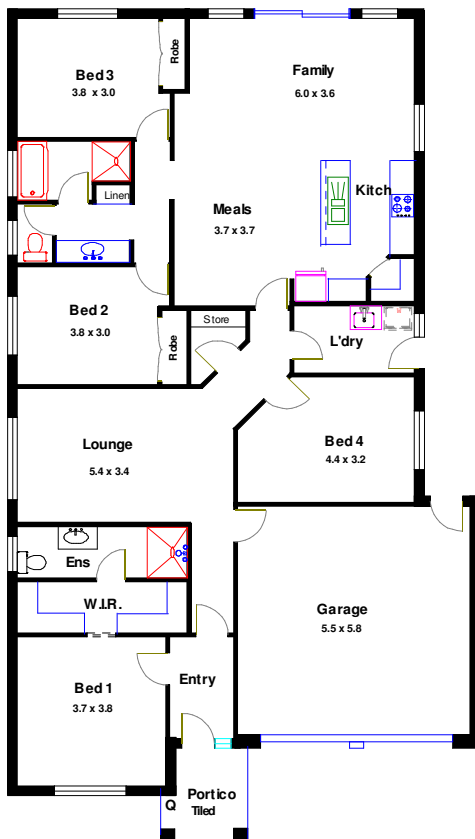 Bed 3
3.8 x 3.0
Robe
Family
6.0 x 3.6
Linen
Kitch
Meals
3.7 x 3.7
Bed 2
3.8 x 3.0
Robe
Store
L'dry
Lounge
5.4 x 3.4
Bed 4
4.4 x 3.2
Ens
W.I.R.
Garage
5.5 x 5.8
Bed 1
3.7 x 3.8
Entry
Q
Portico
Tiled